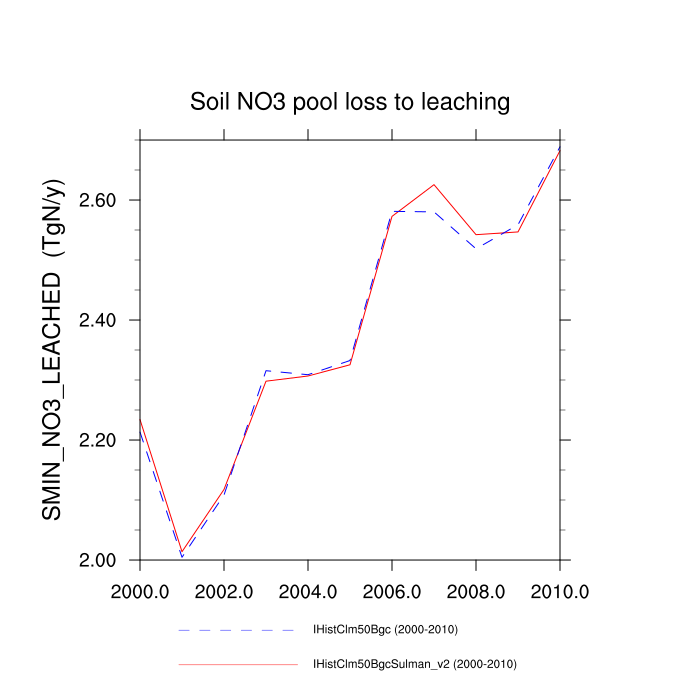 Soil NO3 pool loss to leaching
SMIN_NO3_LEACHED (TgN/y)
2.60
2.40
2.20
2.00
2000.0 2002.0 2004.0 2006.0 2008.0 2010.0
IHistClm50Bgc (2000-2010)
IHistClm50BgcSulman_v2 (2000-2010)